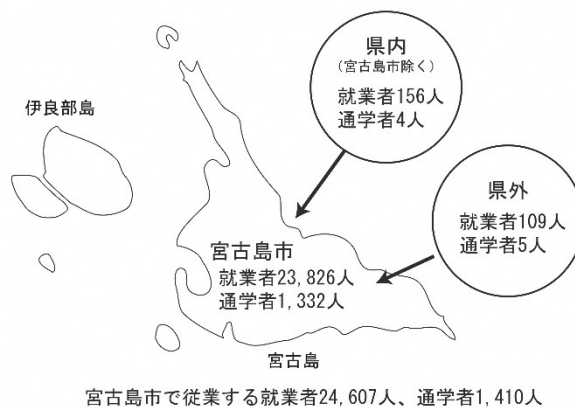 県内
(宮古島市除く)
就業者156人
通学者4人
伊良部島
県外
就業者109人
通学者5人
宮古島市
就業者23,826人
通学者1,332人
宮古島
宮古島市で従業する就業者24,607人、通学者1,410人